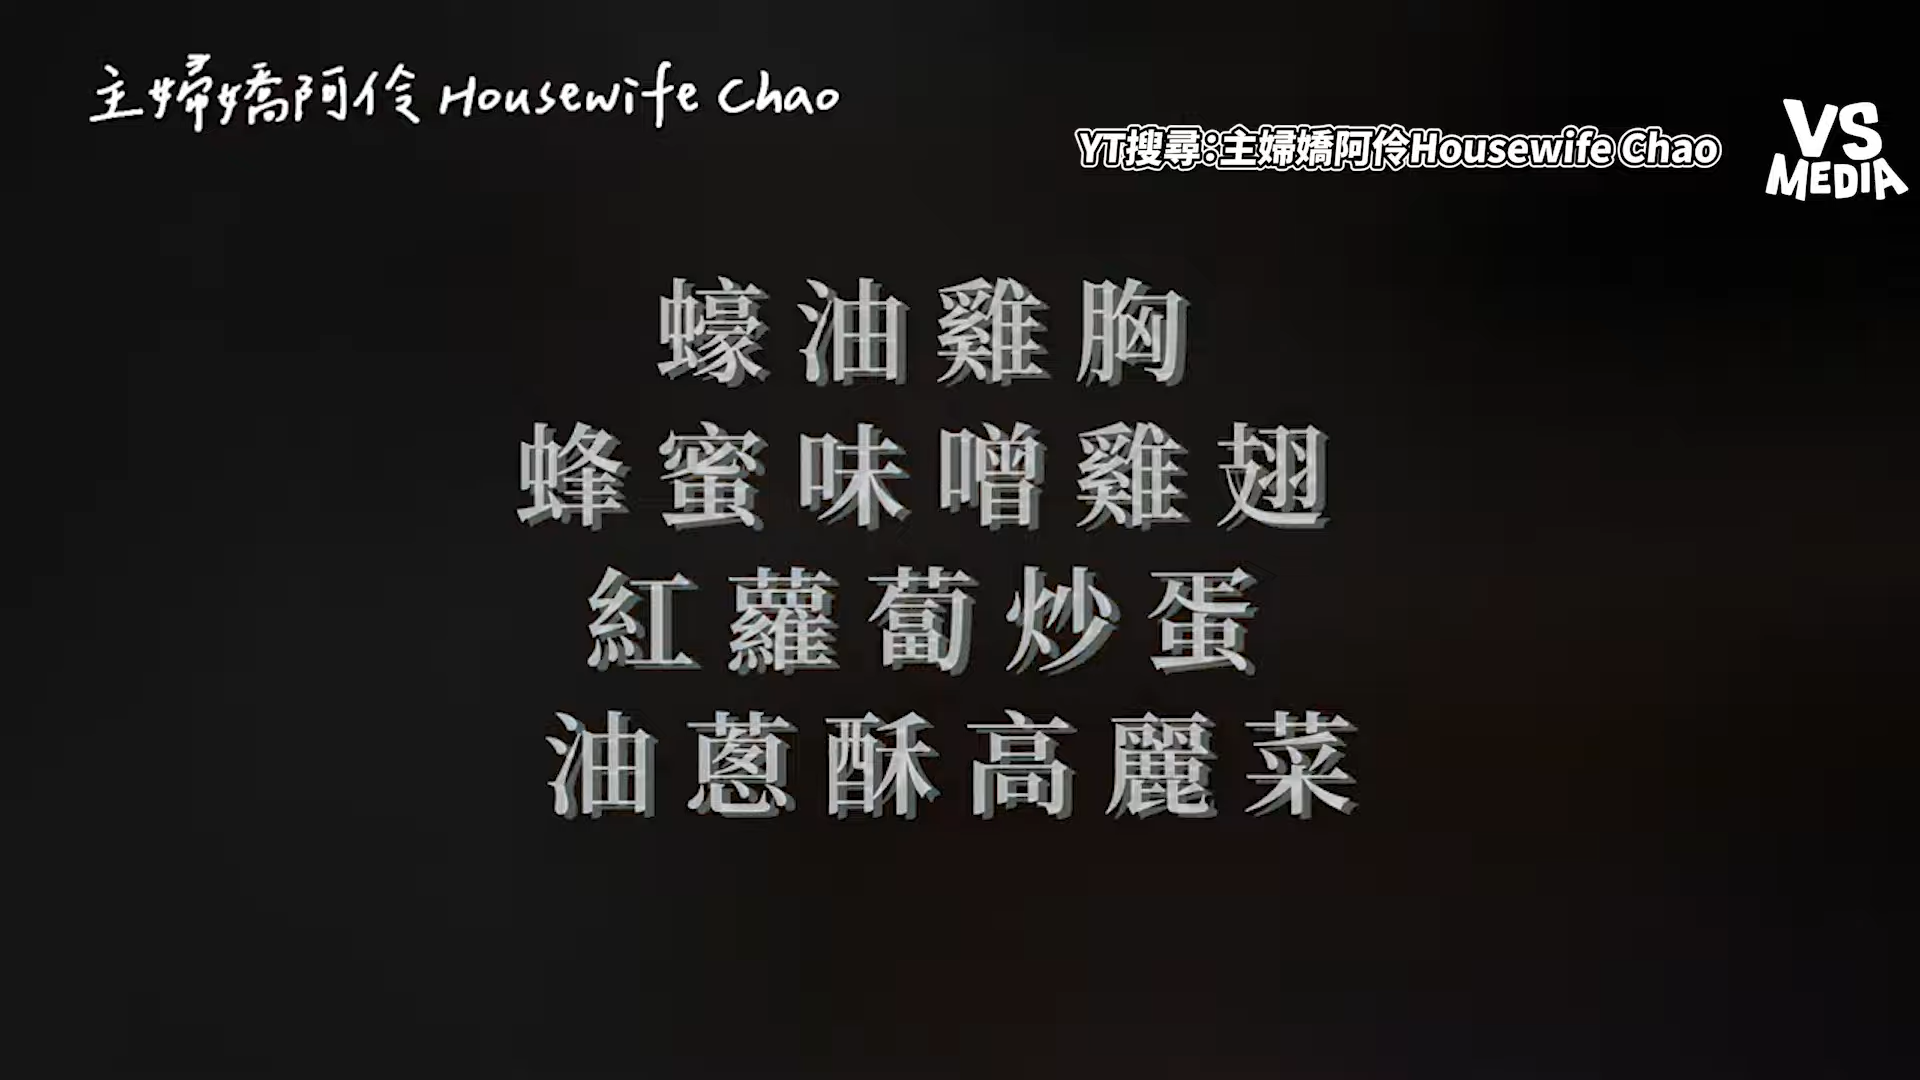 主婦嬌阿伶 Housewife Chao
YT搜尋:主婦嬌阿伶Housewife Chao
VS
MEDIA
蠔油雞胸
蜂蜜味噌雞翅
紅蘿蔔炒蛋
油蔥酥高麗菜